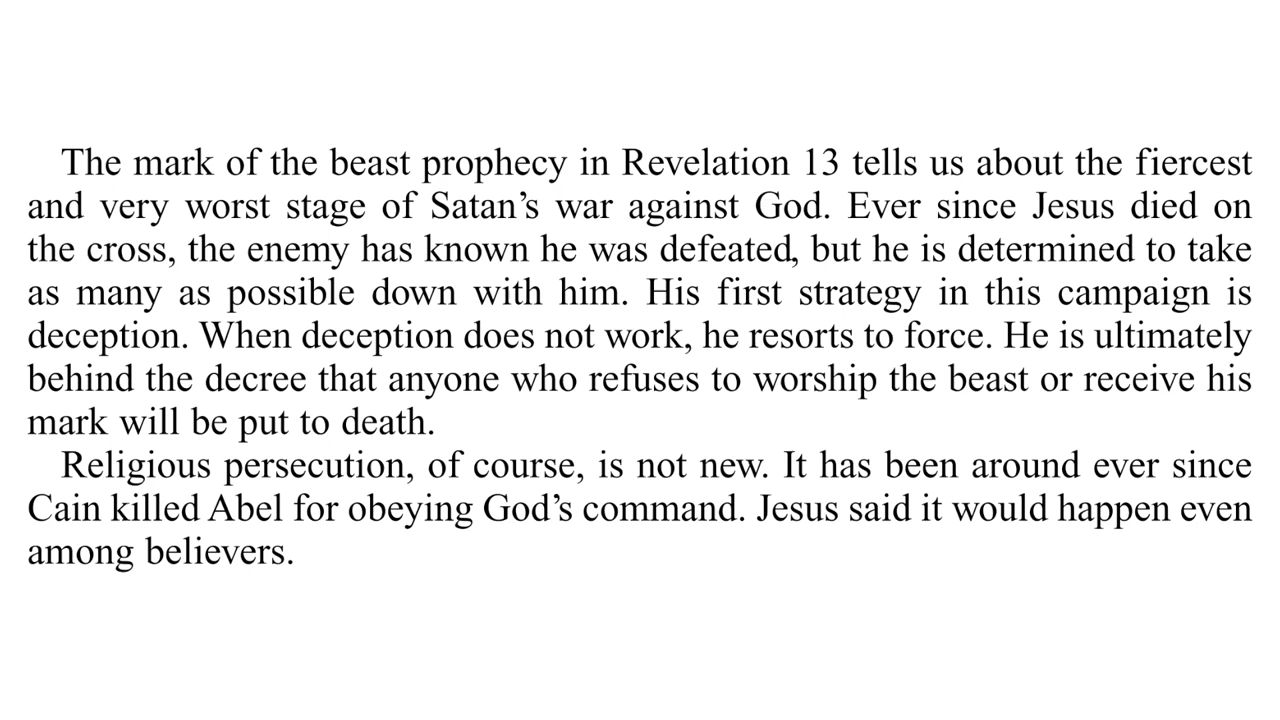 The mark of the beast prophecy in Revelation 13 tells us about the fiercest
and very worst stage of Satan’s war against God. Ever since Jesus died on
the cross, the enemy has known he was defeated, but he is determined to take
as many as possible down with him. His first strategy in this campaign is
deception. When deception does not work, he resorts to force. He is ultimately
behind the decree that anyone who refuses to worship the beast or receive his
mark will be put to death.
Religious persecution, of course, is not new. It has been around ever since
Cain killed Abel for obeying God’s command. Jesus said it would happen even
among believers.